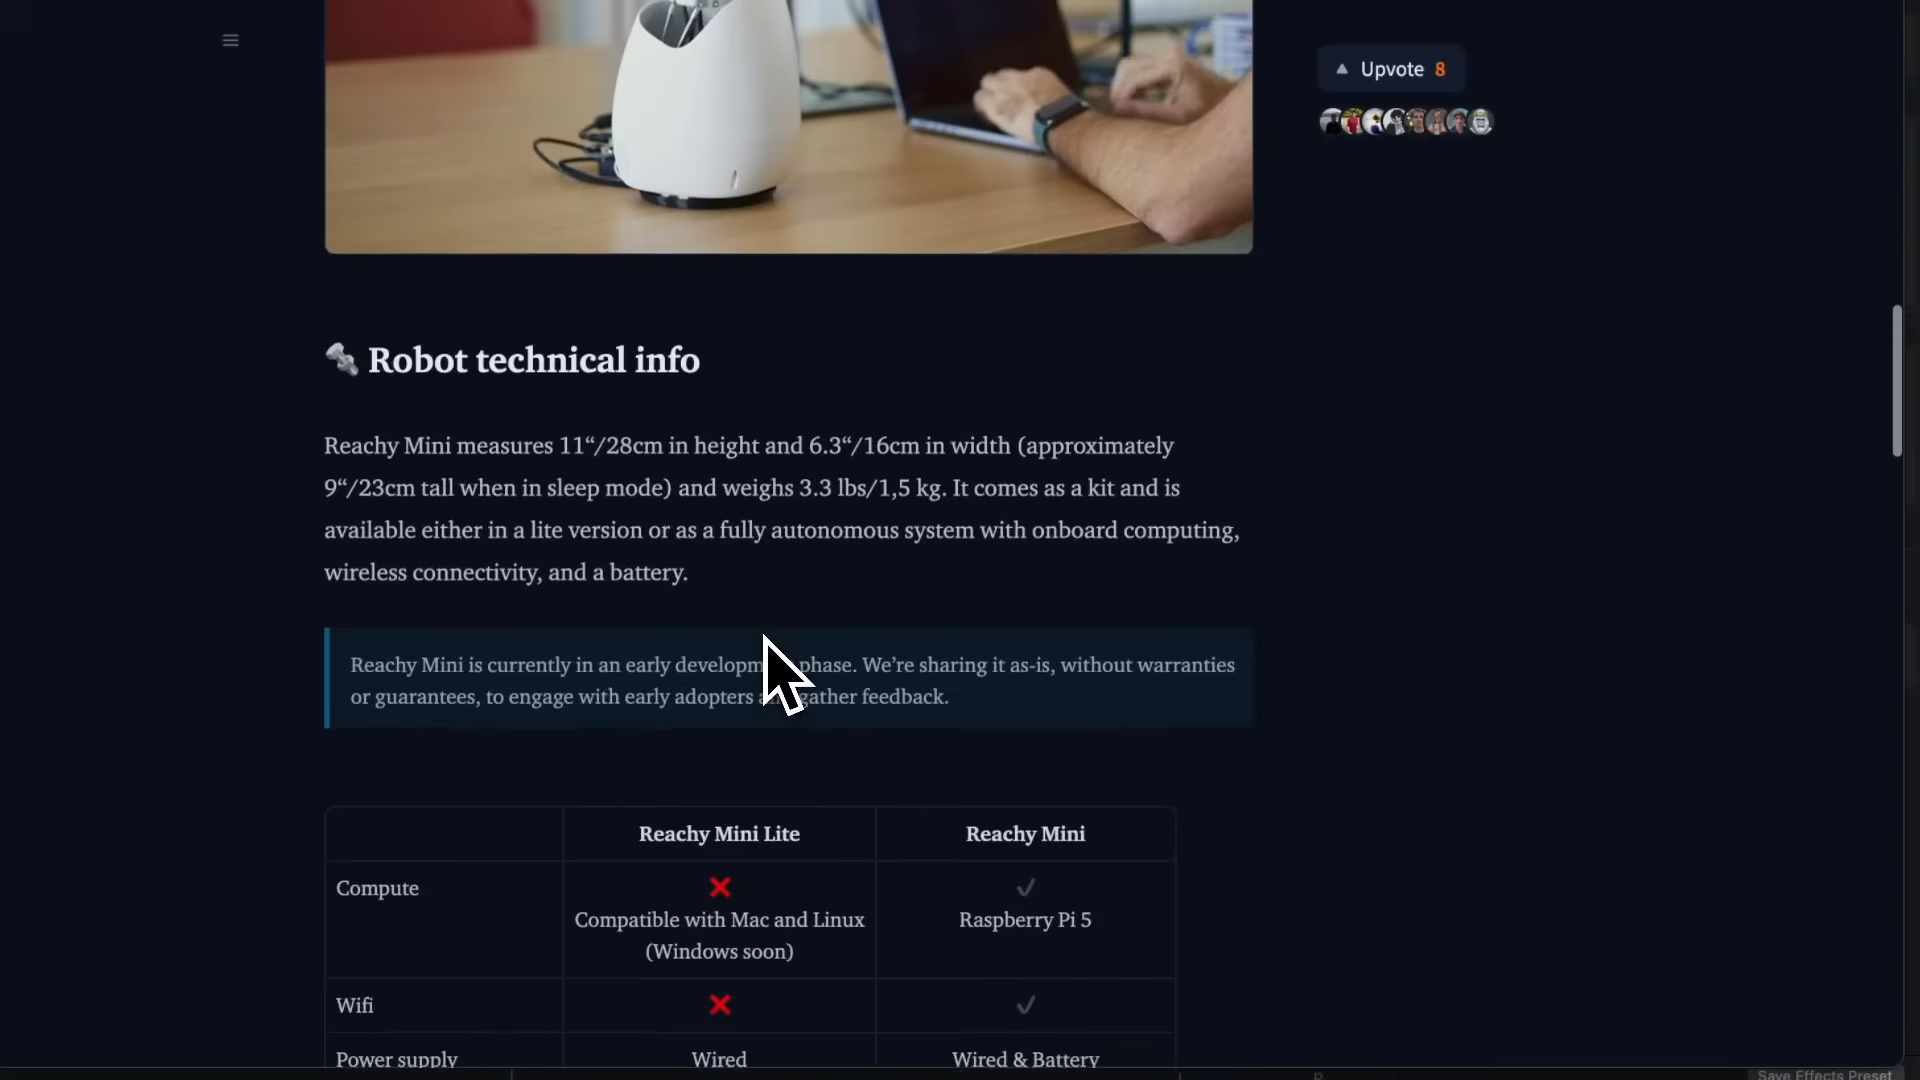 Upvote 8
Robot technical info
Reachy Mini measures 11“/28cm in height and 6.3“/16cm in width (approximately
9“/23cm tall when in sleep mode) and weighs 3.3 lbs/1,5 kg. It comes as a kit and is
available either in a lite version or as a fully autonomous system with onboard computing,
wireless connectivity, and a battery.
Reachy Mini is currently in an early developm phase. We’re sharing it as-is, without warranties
or guarantees, to engage with early adopters gather feedback.
Reachy Mini Lite Reachy Mini
Compute
Compatible with Mac and Linux Raspberry Pi 5
(Windows soon)
Wifi
Power supply Wired Wired & Battery
Save Effects Preset